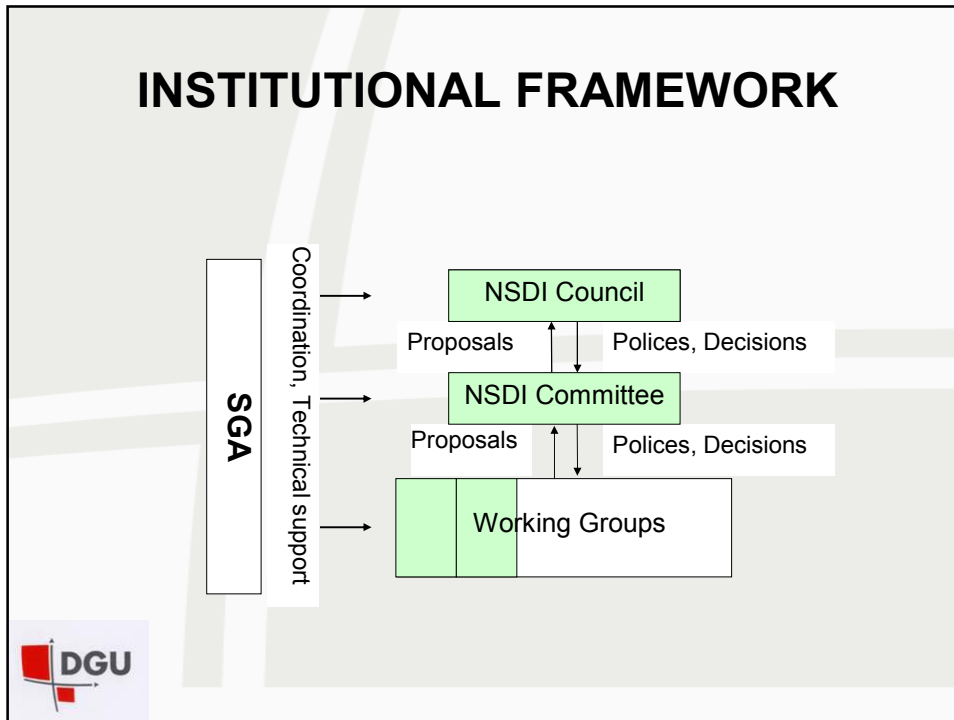 INSTITUTIONAL FRAMEWORK
SGA
Coordination, Technical support
NSDI Council
Proposals
Polices, Decisions
NSDI Committee
Proposals
Polices, Decisions
Working Groups
DGU